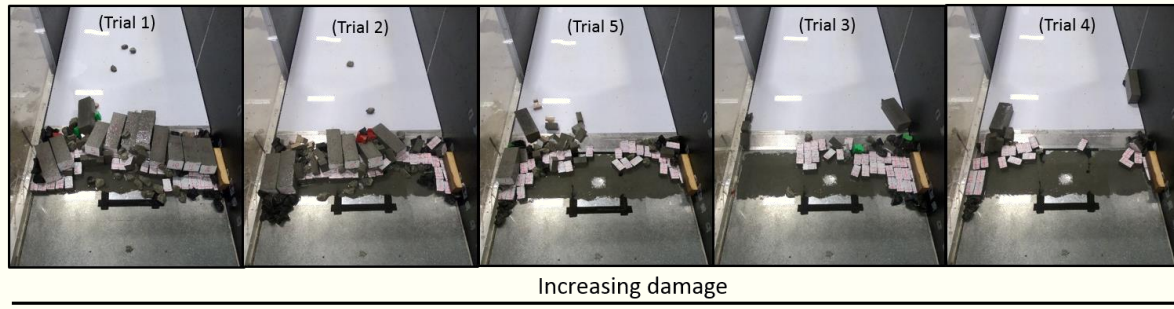 (Trial 1)
(Trial 2)
(Trial 5)
(Trial 3)
(Trial 4)
Increasing damage